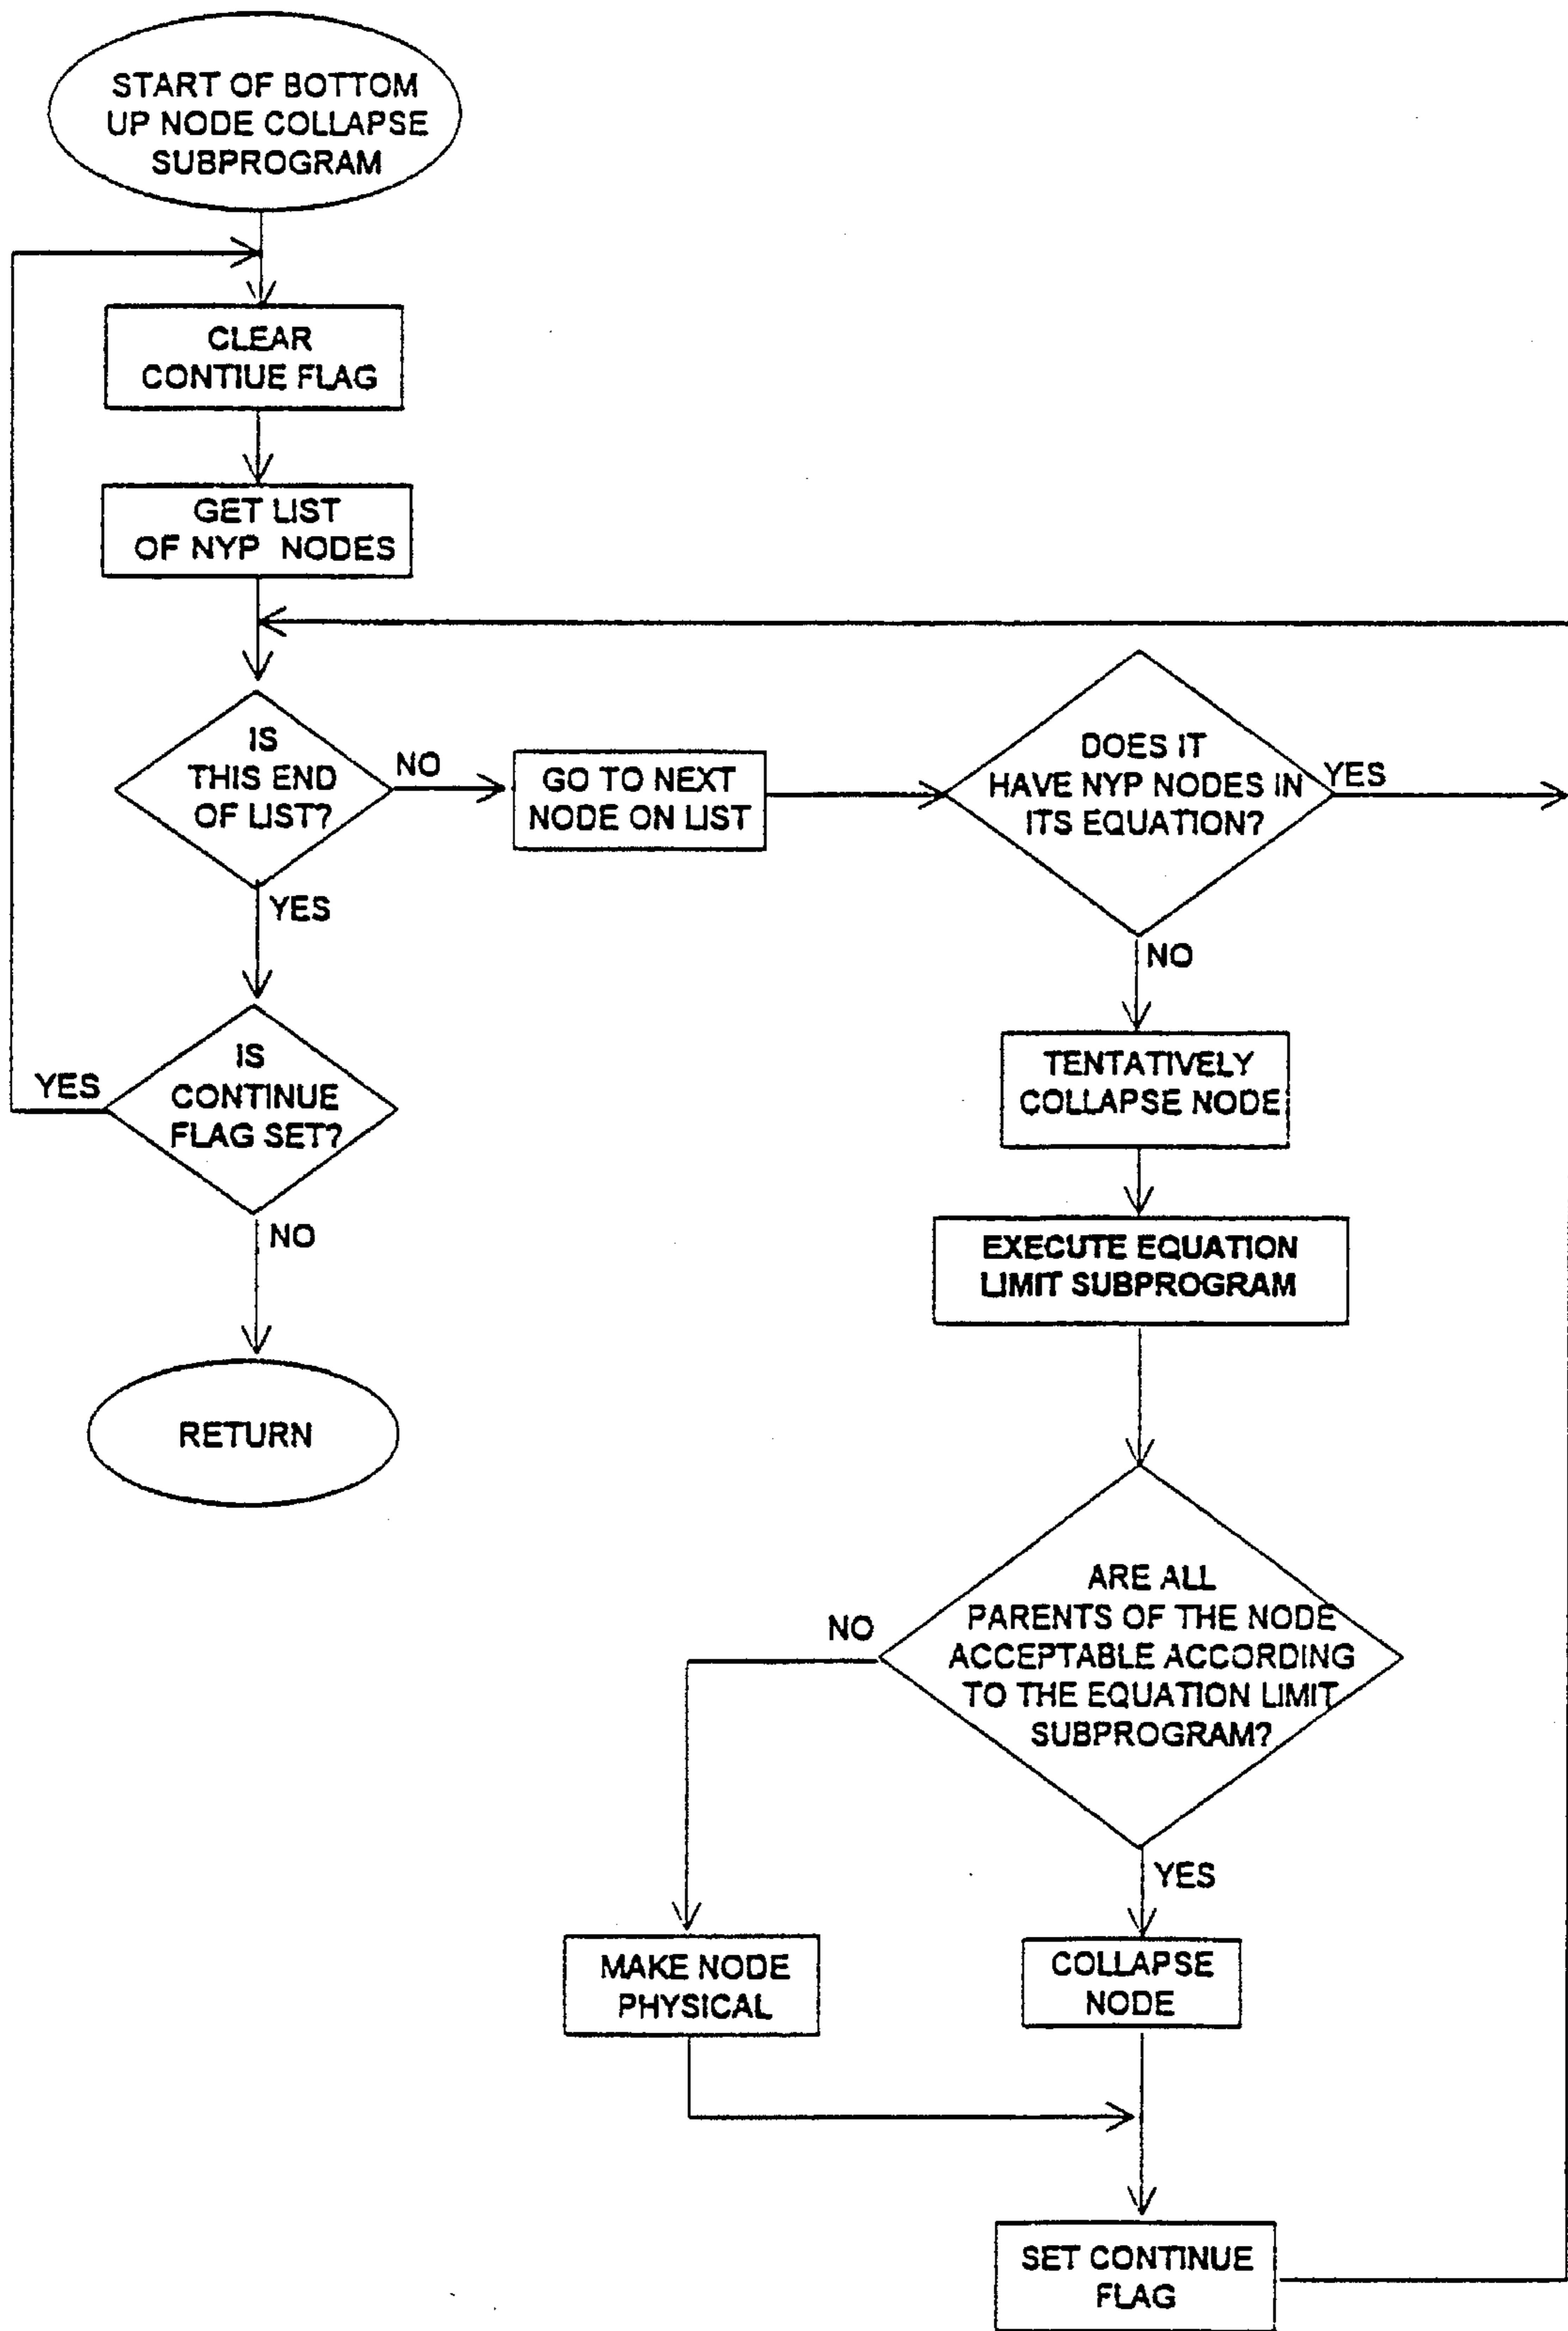 START OF BOTTOM
UP NODE COLLAPSE
SUBPROGRAM
CLEAR
CONTIUE FLAG
GET LIST
OF NYP NODES
IS
THIS END
OF LIST?
NO
GO TO NEXT
NODE ON LIST
DOES IT
HAVE NYP NODES IN
ITS EQUATION?
YES
YES
NO
IS
CONTINUE
FLAG SET?
YES
NO
RETURN
TENTATIVELY
COLLAPSE NODE
EXECUTE EQUATION
LIMIT SUBPROGRAM
ARE ALL
PARENTS OF THE NODE
ACCEPTABLE ACCORDING
TO THE EQUATION LIMIT
SUBPROGRAM?
NO
YES
MAKE NODE
PHYSICAL
COLLAPSE
NODE
SET CONTINUE
FLAG